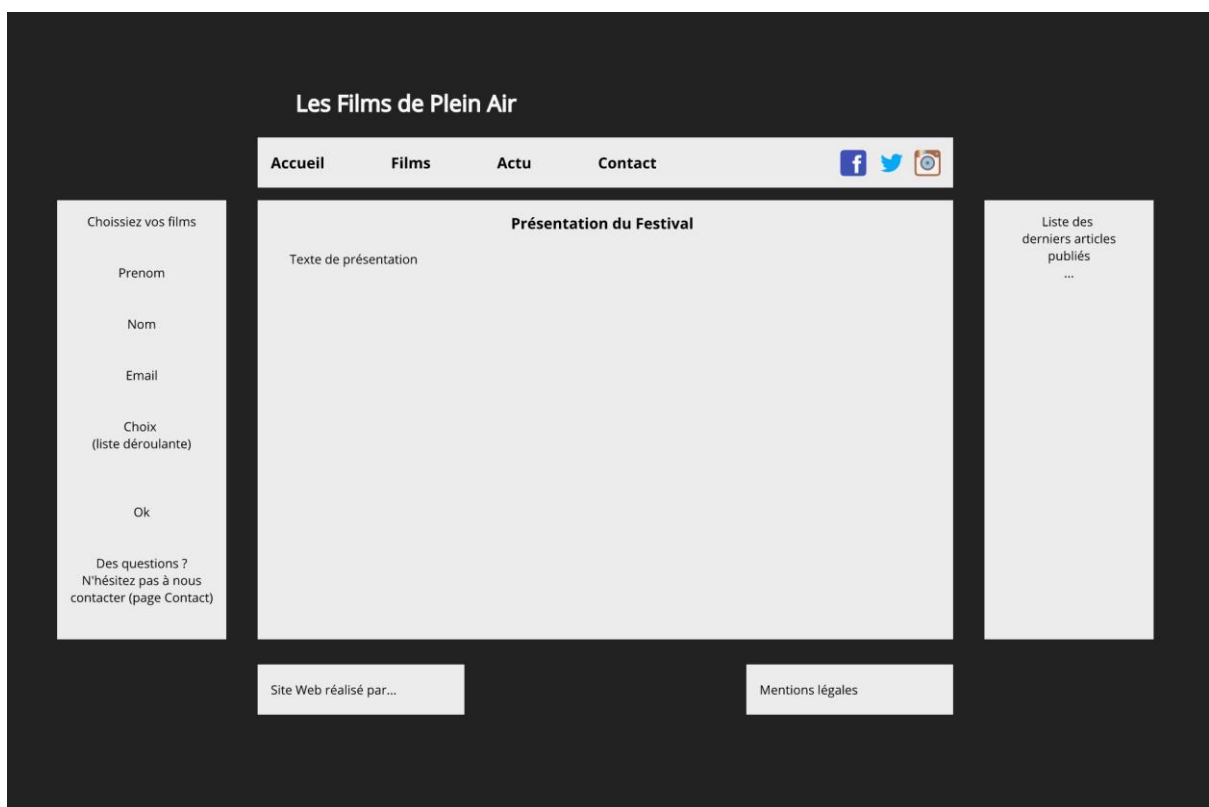 Les Films de Plein Air
Accueil Films Actu Contact
Choissiez vos films
Prenom
Nom
Email
Choix
(liste déroulante)
Ok
Des questions ?
N'hésitez pas à nous
contacter (page Contact)
Présentation du Festival
Texte de présentation
Liste des
derniers articles
publiés
...
Site Web réalisé par...
Mentions légales